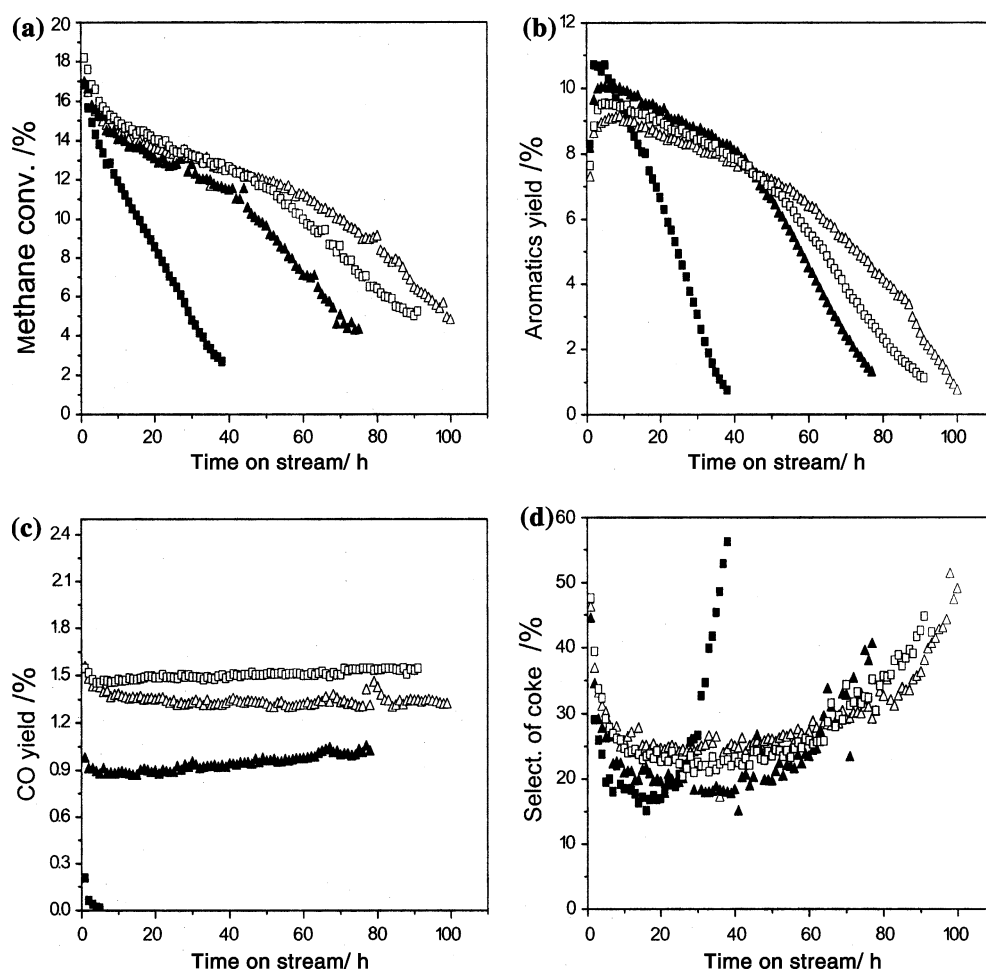 (a)
20
18
16
14
12
10
8
6
4
2
0
Methane conv. /%
0 20 40 60 80 100
Time on stream/ h
(b)
12
10
8
6
4
2
0
Aromatics yield /%
0 20 40 60 80 100
Time on stream/ h
(c)
2.4
2.1
1.8
1.5
1.2
0.9
0.6
0.3
0.0
CO yield /%
0 20 40 60 80 100
Time on stream/ h
(d)
60
50
40
30
20
10
0
Select. of coke /%
0 20 40 60 80 100
Time on stream/ h